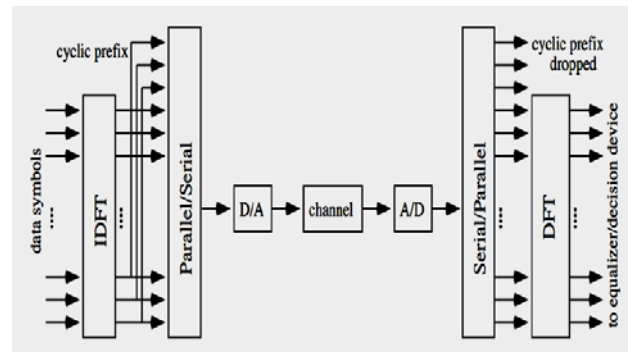 cyclic prefix
data symbols
....
IDFT
....
Parallel/Serial
D/A
channel
A/D
Serial/Parallel
cyclic prefix
dropped
....
DFT
....
to equalizer/decision device